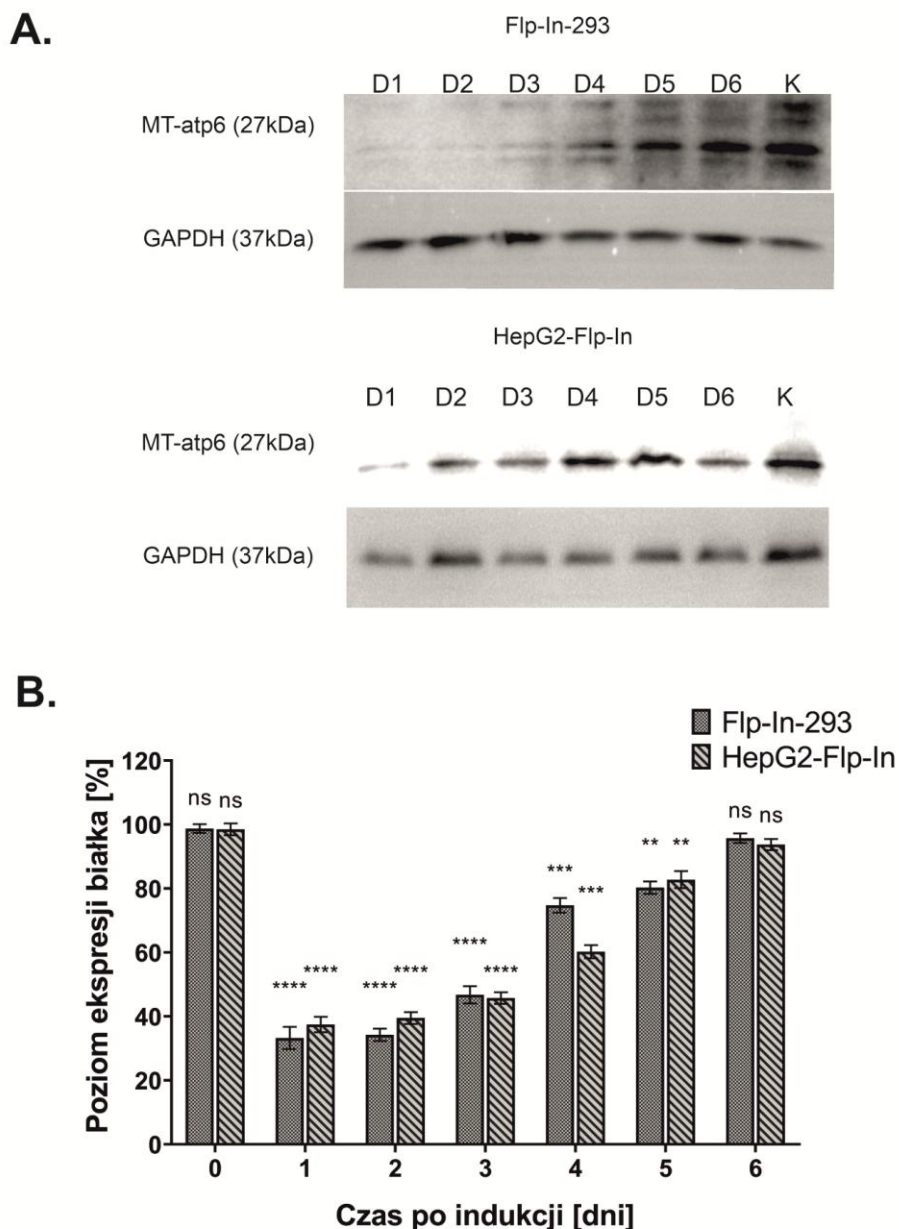 A.
Flp-In-293
D1 D2 D3 D4 D5 D6 K
MT-atp6 (27kDa)
GAPDH (37kDa)
HepG2-Flp-In
D1 D2 D3 D4 D5 D6 K
MT-atp6 (27kDa)
GAPDH (37kDa)
B.
Flp-In-293
HepG2-Flp-In
Poziom ekspresji białka [%]
120
100
80
60
40
20
0
ns ns
**** ****
**** ****
**** ****
*** ***
** **
ns ns
0 1 2 3 4 5 6
Czas po indukcji [dni]